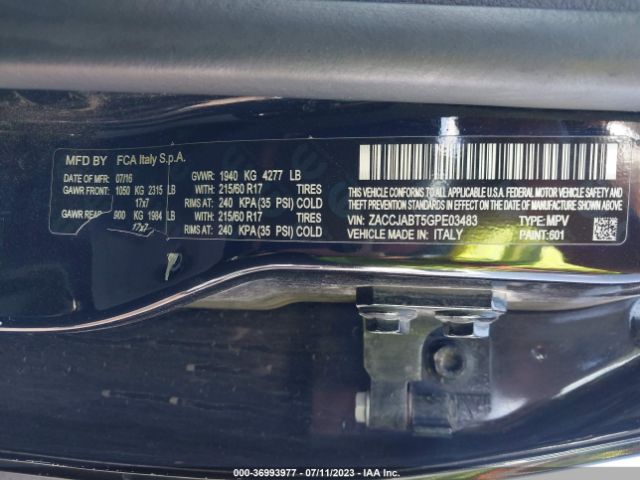 MFD BY FCA Italy S.p.A.
DATE OF MFR: 07/16 GVWR: 1940 KG 4277 LB
GAWR FRONT: 1050 KG 2315 LB WITH: 215/60 R17 TIRES
17x7 RIMS AT: 240 KPA (35 PSI) COLD
GAWR REAR: 900 KG 1984 LB WITH: 215/60 R17 TIRES
17x7 RIMS AT: 240 KPA (35 PSI) COLD
THIS VEHICLE CONFORMS TO ALL APPLICABLE U.S.A. FEDERAL MOTOR VEHICLE SAFETY, BUMPER AND
THEFT PREVENTION STANDARDS IN EFFECT ON THE DATE OF MANUFACTURE SHOWN ABOVE.
VIN: ZACCJABT5GPE03483 TYPE: MPV
VEHICLE MADE IN: ITALY PAINT: 601
000-36993977 - 07/11/2023 - IAA, Inc.